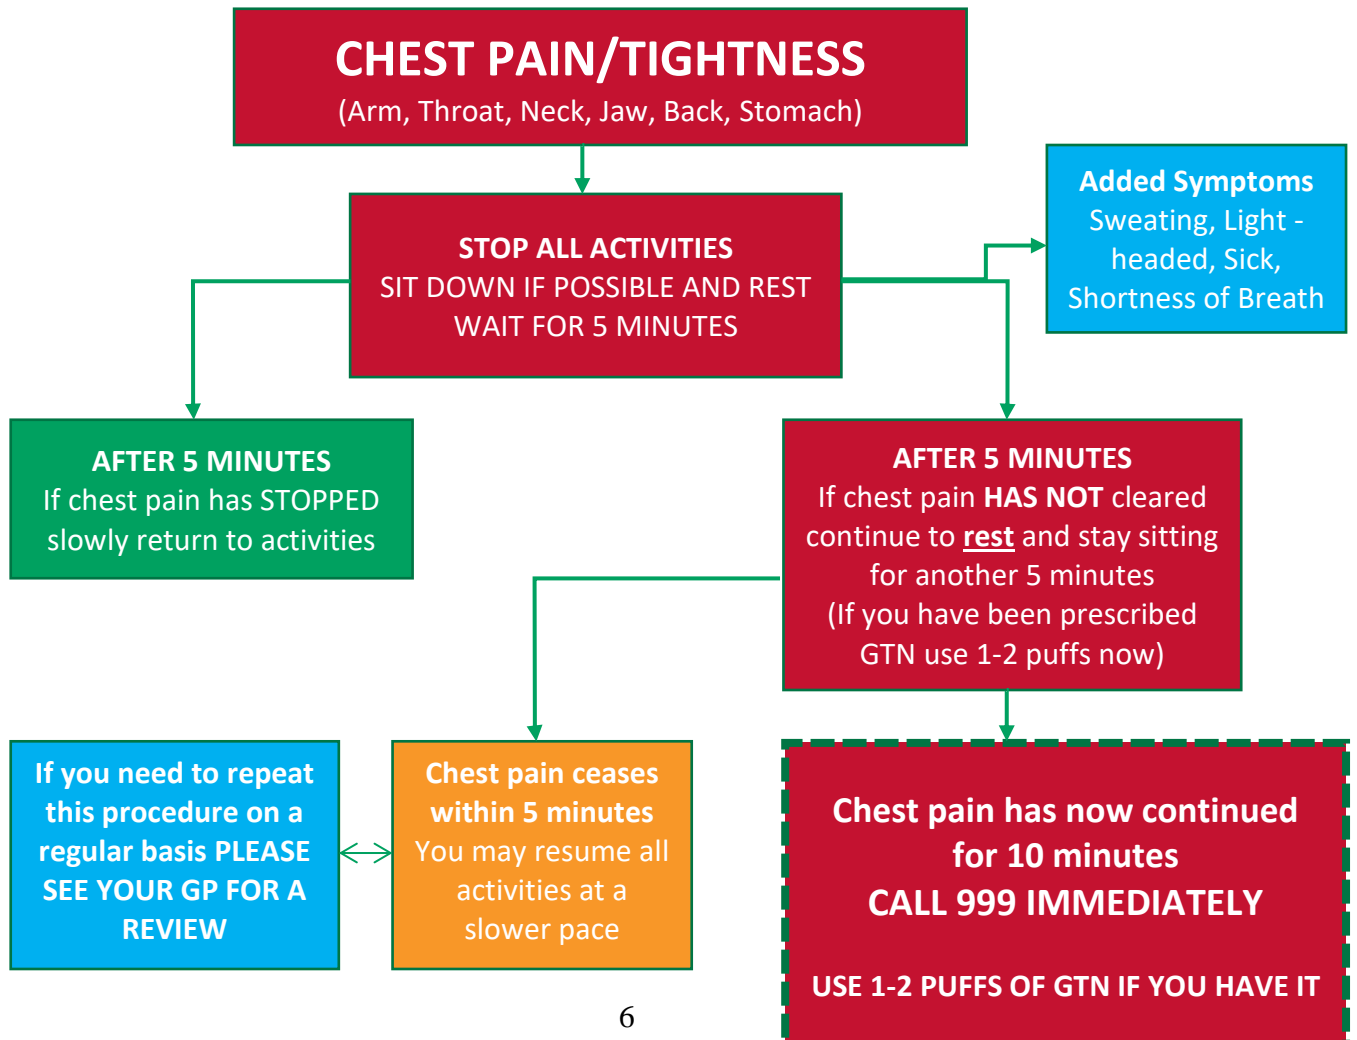 CHEST PAIN/TIGHTNESS
(Arm, Throat, Neck, Jaw, Back, Stomach)
STOP ALL ACTIVITIES
SIT DOWN IF POSSIBLE AND REST
WAIT FOR 5 MINUTES
Added Symptoms
Sweating, Light -
headed, Sick,
Shortness of Breath
AFTER 5 MINUTES
If chest pain has STOPPED
slowly return to activities
AFTER 5 MINUTES
If chest pain HAS NOT cleared
continue to rest and stay sitting
for another 5 minutes
(If you have been prescribed
GTN use 1-2 puffs now)
If you need to repeat
this procedure on a
regular basis PLEASE
SEE YOUR GP FOR A
REVIEW
Chest pain ceases
within 5 minutes
You may resume all
activities at a
slower pace
Chest pain has now continued
for 10 minutes
CALL 999 IMMEDIATELY
USE 1-2 PUFFS OF GTN IF YOU HAVE IT
6